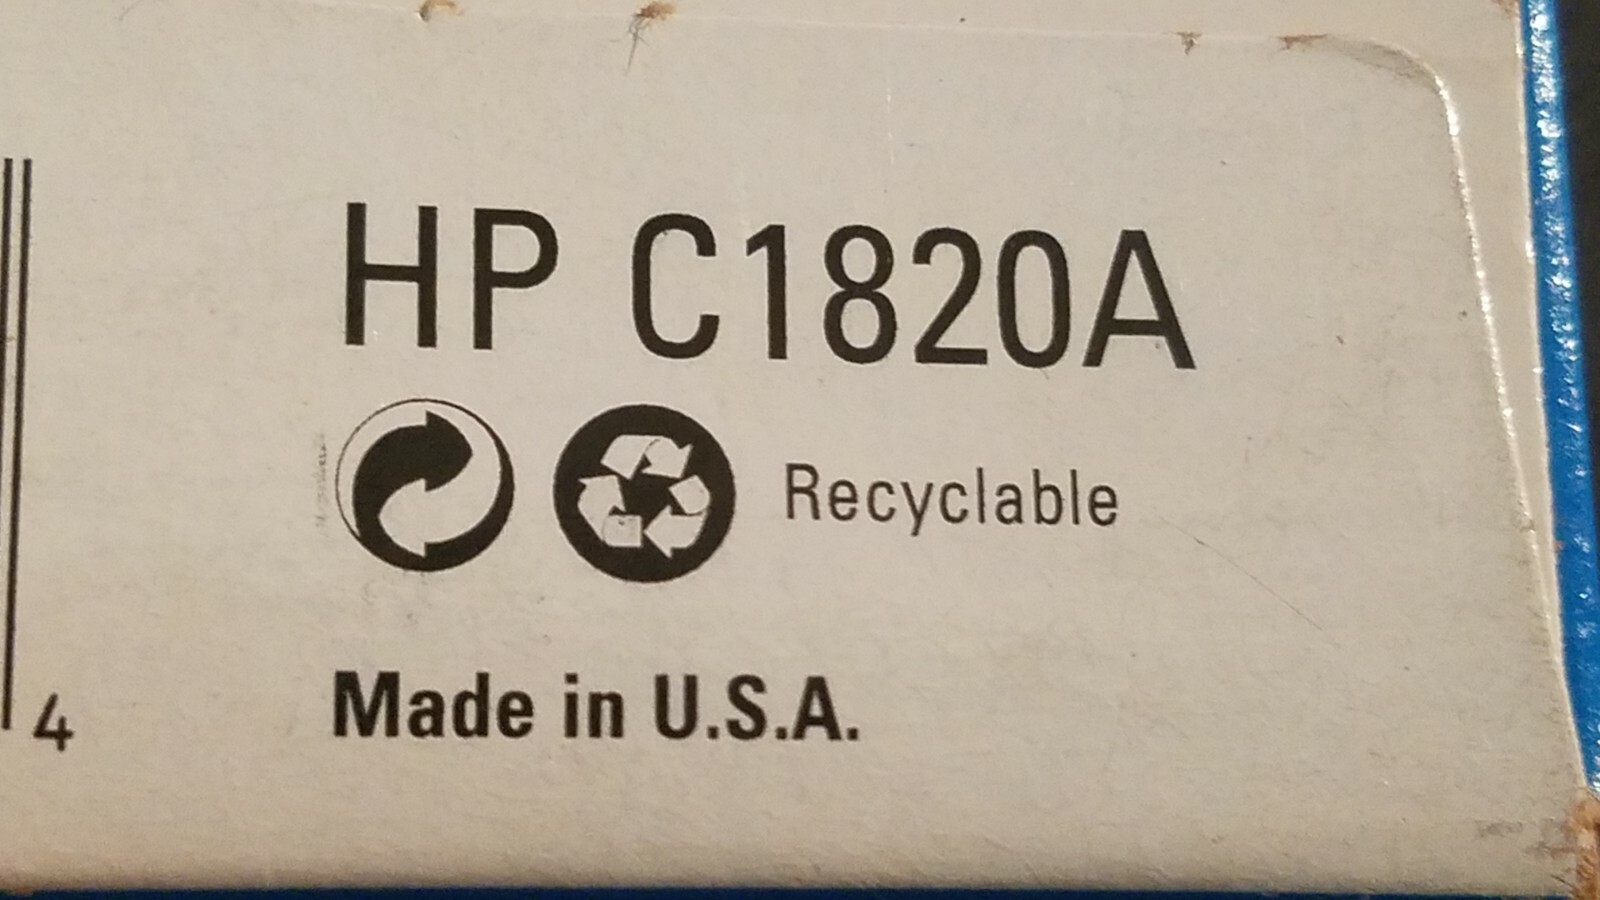 HP C1820A
Recyclable
Made in U.S.A.
4